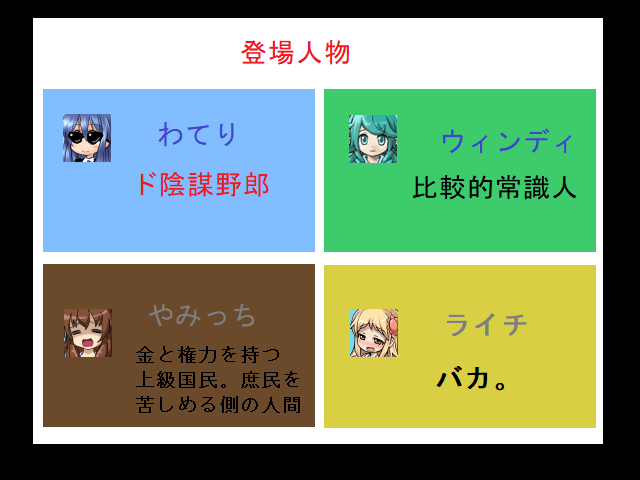 登場人物
わてり
ド陰謀野郎
ウィンディ
比較的常識人
やみっち
金と権力を持つ
上級国民。庶民を
苦しめる側の人間
ライチ
バカ。